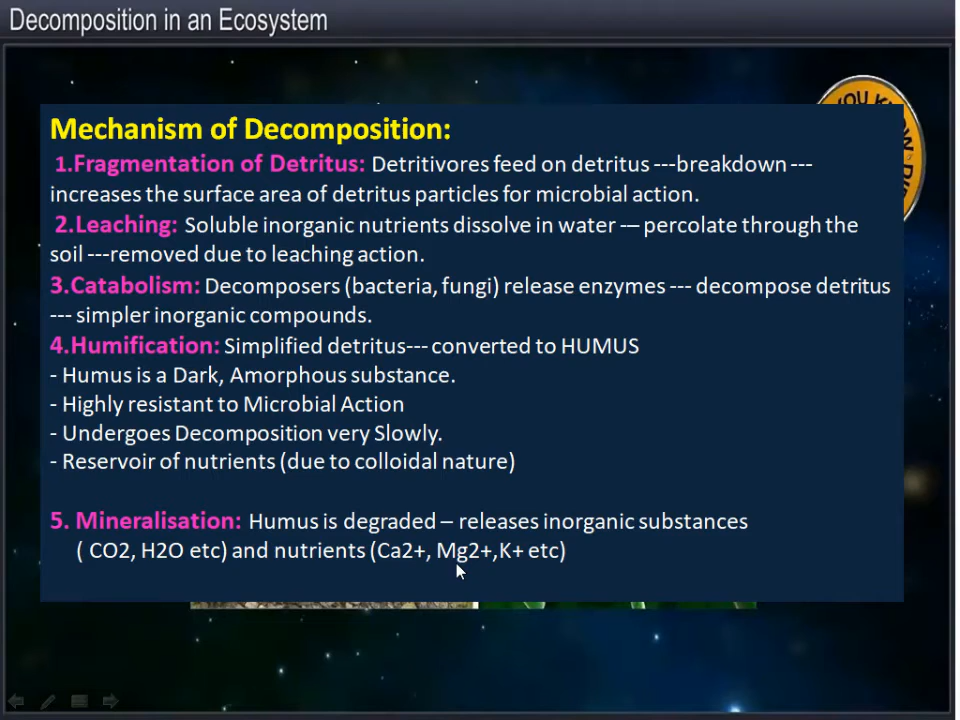 Decomposition in an Ecosystem
YOU KNOW
Mechanism of Decomposition:
1.Fragmentation of Detritus: Detritivores feed on detritus ---breakdown ---
increases the surface area of detritus particles for microbial action.
2.Leaching: Soluble inorganic nutrients dissolve in water --– percolate through the
soil ---removed due to leaching action.
3.Catabolism: Decomposers (bacteria, fungi) release enzymes --- decompose detritus
--- simpler inorganic compounds.
4.Humification: Simplified detritus--- converted to HUMUS
- Humus is a Dark, Amorphous substance.
- Highly resistant to Microbial Action
- Undergoes Decomposition very Slowly.
- Reservoir of nutrients (due to colloidal nature)
5. Mineralisation: Humus is degraded – releases inorganic substances
( CO2, H2O etc) and nutrients (Ca2+, Mg2+,K+ etc)